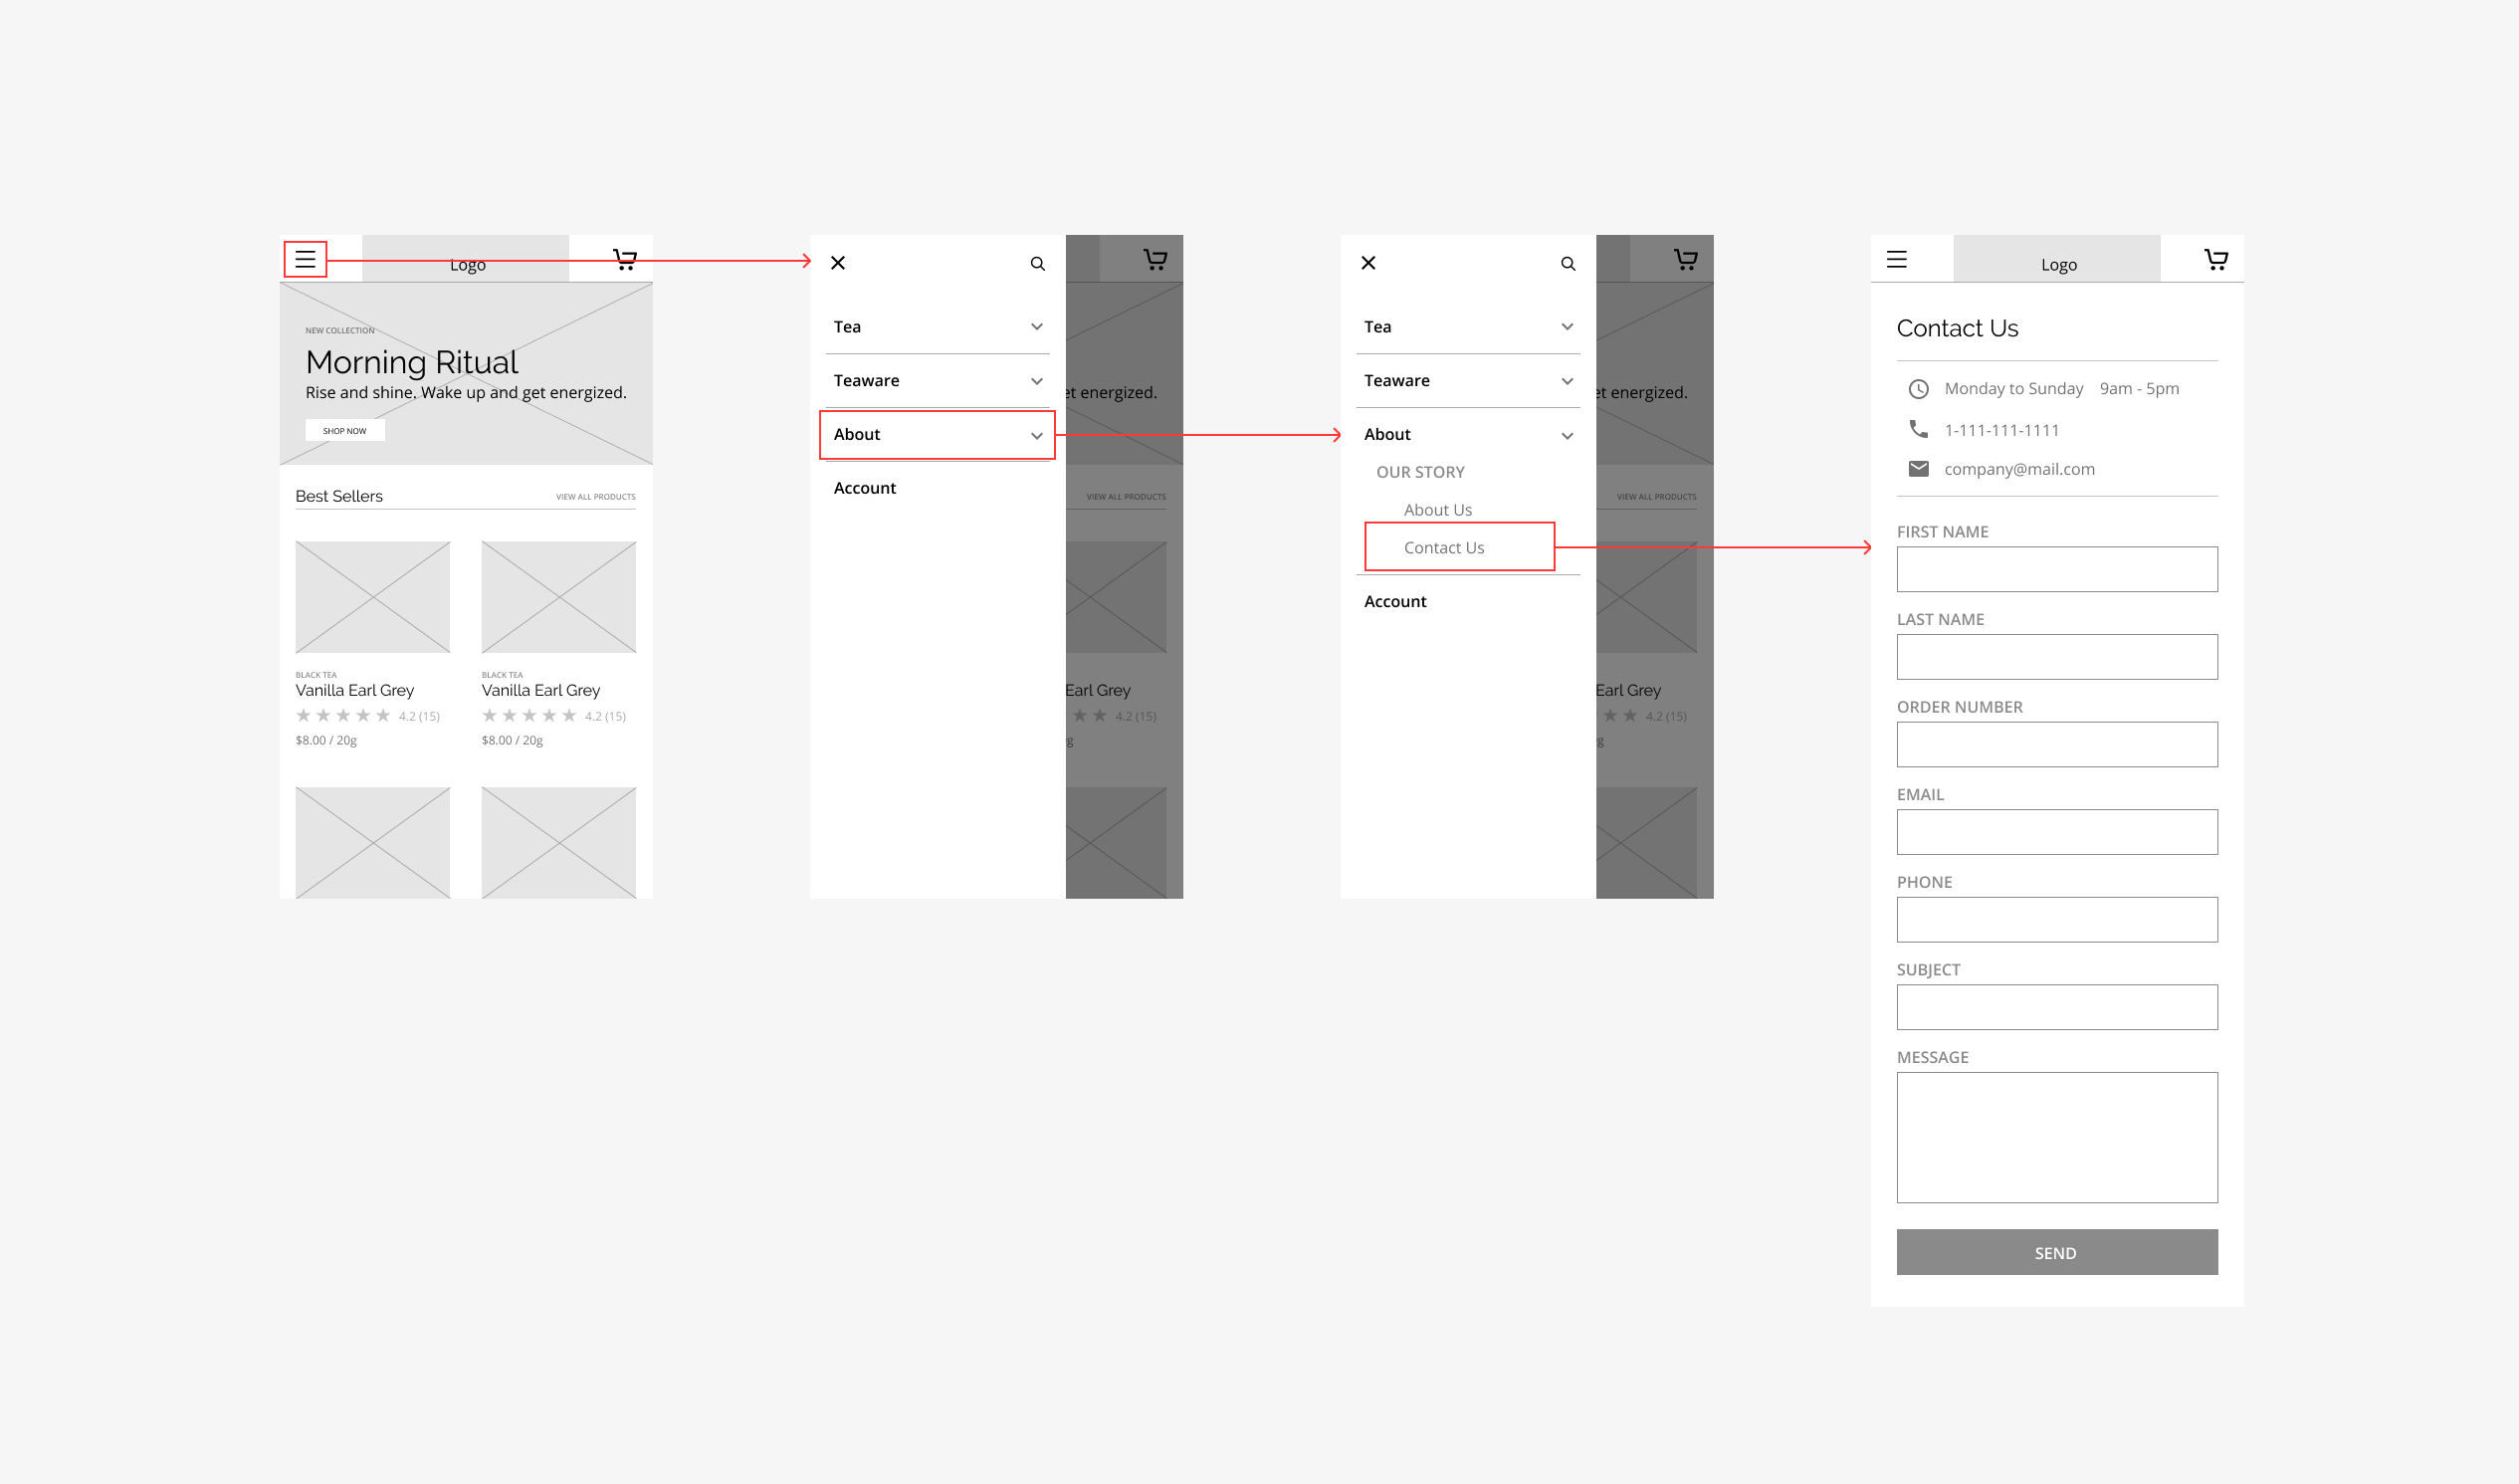 Logo
NEW COLLECTION
Morning Ritual
Rise and shine. Wake up and get energized.
SHOP NOW
Best Sellers VIEW ALL PRODUCTS
BLACK TEA BLACK TEA
Vanilla Earl Grey Vanilla Earl Grey
4.2 (15) 4.2 (15)
$8.00 / 20g $8.00 / 20g
Tea
Teaware
About
Account
et energized.
VIEW ALL PRODUCTS
Earl Grey
4.2 (15)
g
Tea
Teaware
About
OUR STORY
About Us
Contact Us
Account
et energized.
VIEW ALL PRODUCTS
Earl Grey
4.2 (15)
g
Logo
Contact Us
Monday to Sunday 9am - 5pm
1-111-111-1111
company@mail.com
FIRST NAME
LAST NAME
ORDER NUMBER
EMAIL
PHONE
SUBJECT
MESSAGE
SEND